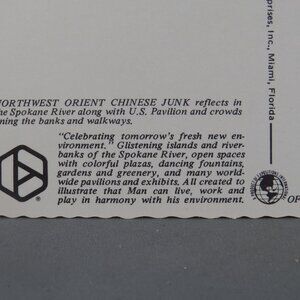 NORTHWEST ORIENT CHINESE JUNK reflects in
the Spokane River along with U.S. Pavilion and crowds
ning the banks and walkways.
"Celebrating tomorrow's fresh new en-
vironment." Glistening islands and river-
banks of the Spokane River, open spaces
with colorful plazas, dancing fountains,
gardens and greenery, and many world-
wide pavilions and exhibits. All created to
illustrate that Man can live, work and
play in harmony with his environment.
®
prises, Inc., Miami, Florida
OF